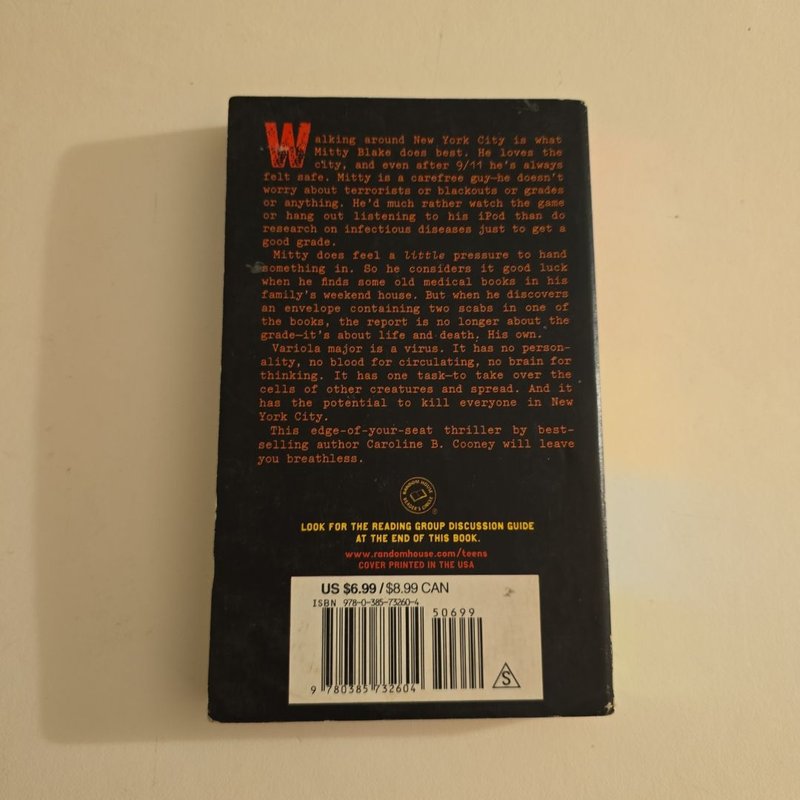 Walking around New York City is what
Mitty Blake does best. He loves the
city, and even after 9/11 he's always
felt safe. Mitty is a carefree guy—he doesn't
worry about terrorists or blackouts or grades
or anything. He'd much rather watch the game
or hang out listening to his iPod than do
research on infectious diseases just to get a
good grade.
Mitty does feel a little pressure to hand
something in. So he considers it good luck
when he finds some old medical books in his
family's weekend house. But when he discovers
an envelope containing two scabs in one of
the books, the report is no longer about the
grade—it's about life and death. His own.
Variola major is a virus. It has no person-
ality, no blood for circulating, no brain for
thinking. It has one task—to take over the
cells of other creatures and spread. And it
has the potential to kill everyone in New
York City.
This edge-of-your-seat thriller by best-
selling author Caroline B. Cooney will leave
you breathless.
RANDOM HOUSE
READER'S CIRCLE
®
LOOK FOR THE READING GROUP DISCUSSION GUIDE
AT THE END OF THIS BOOK.
www.randomhouse.com/teens
COVER PRINTED IN THE USA
US $6.99 / $8.99 CAN
ISBN 978-0-385-73260-4
50699
9 780385 732604
S